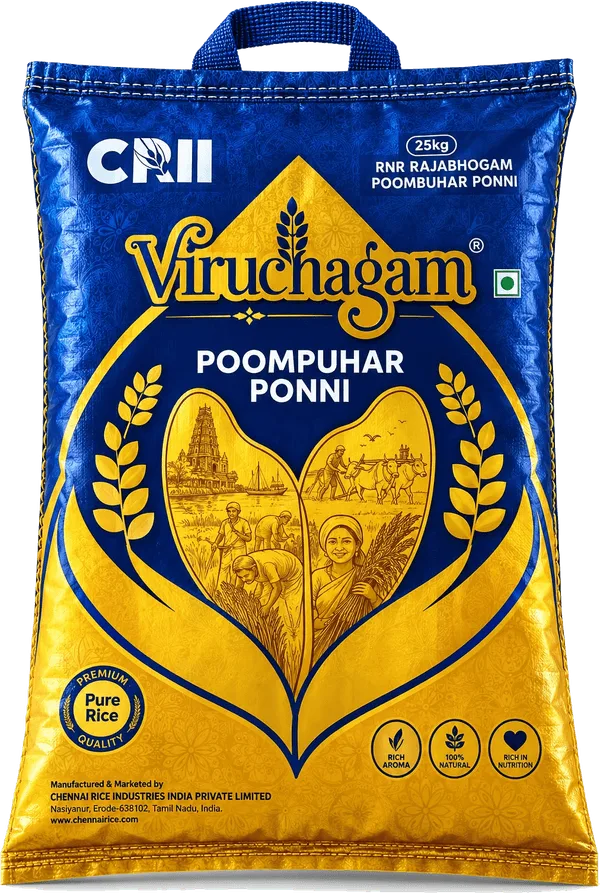 CRII
25kg
RNR RAJABHOGAM
POOMBUHAR PONNI
Viruchagam®
POOMPUHAR
PONNI
PREMIUM
Pure
Rice
QUALITY
RICH
AROMA
100%
NATURAL
RICH IN
NUTRITION
Manufactured & Marketed by
CHENNAI RICE INDUSTRIES INDIA PRIVATE LIMITED
Nasiyanur, Erode-638102, Tamil Nadu, India.
www.chennairice.com